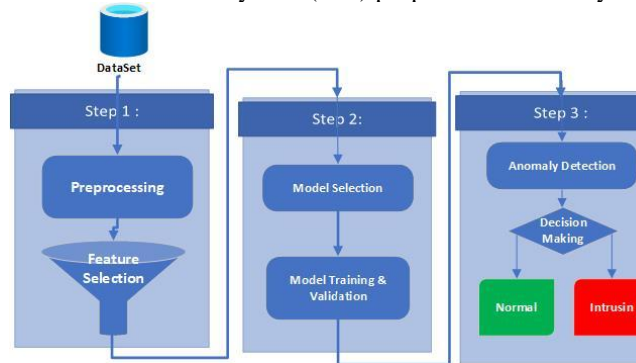 DataSet
Step 1 :
Preprocessing
Feature
Selection
Step 2:
Model Selection
Model Training &
Validation
Step 3 :
Anomaly Detection
Decision
Making
Normal
Intrusin